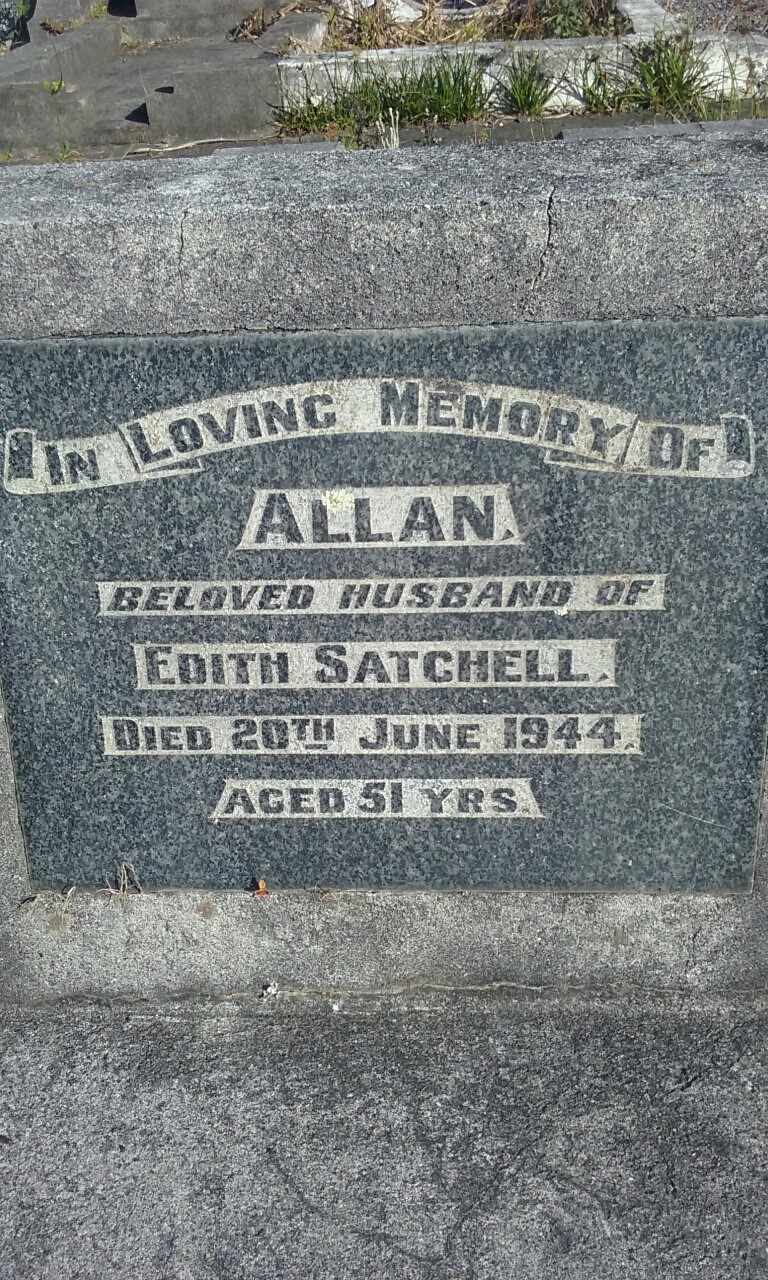 IN LOVING MEMORY OF
ALLAN.
BELOVED HUSBAND OF
EDITH SATCHELL.
DIED 20TH JUNE 1944.
AGED 51 YRS.